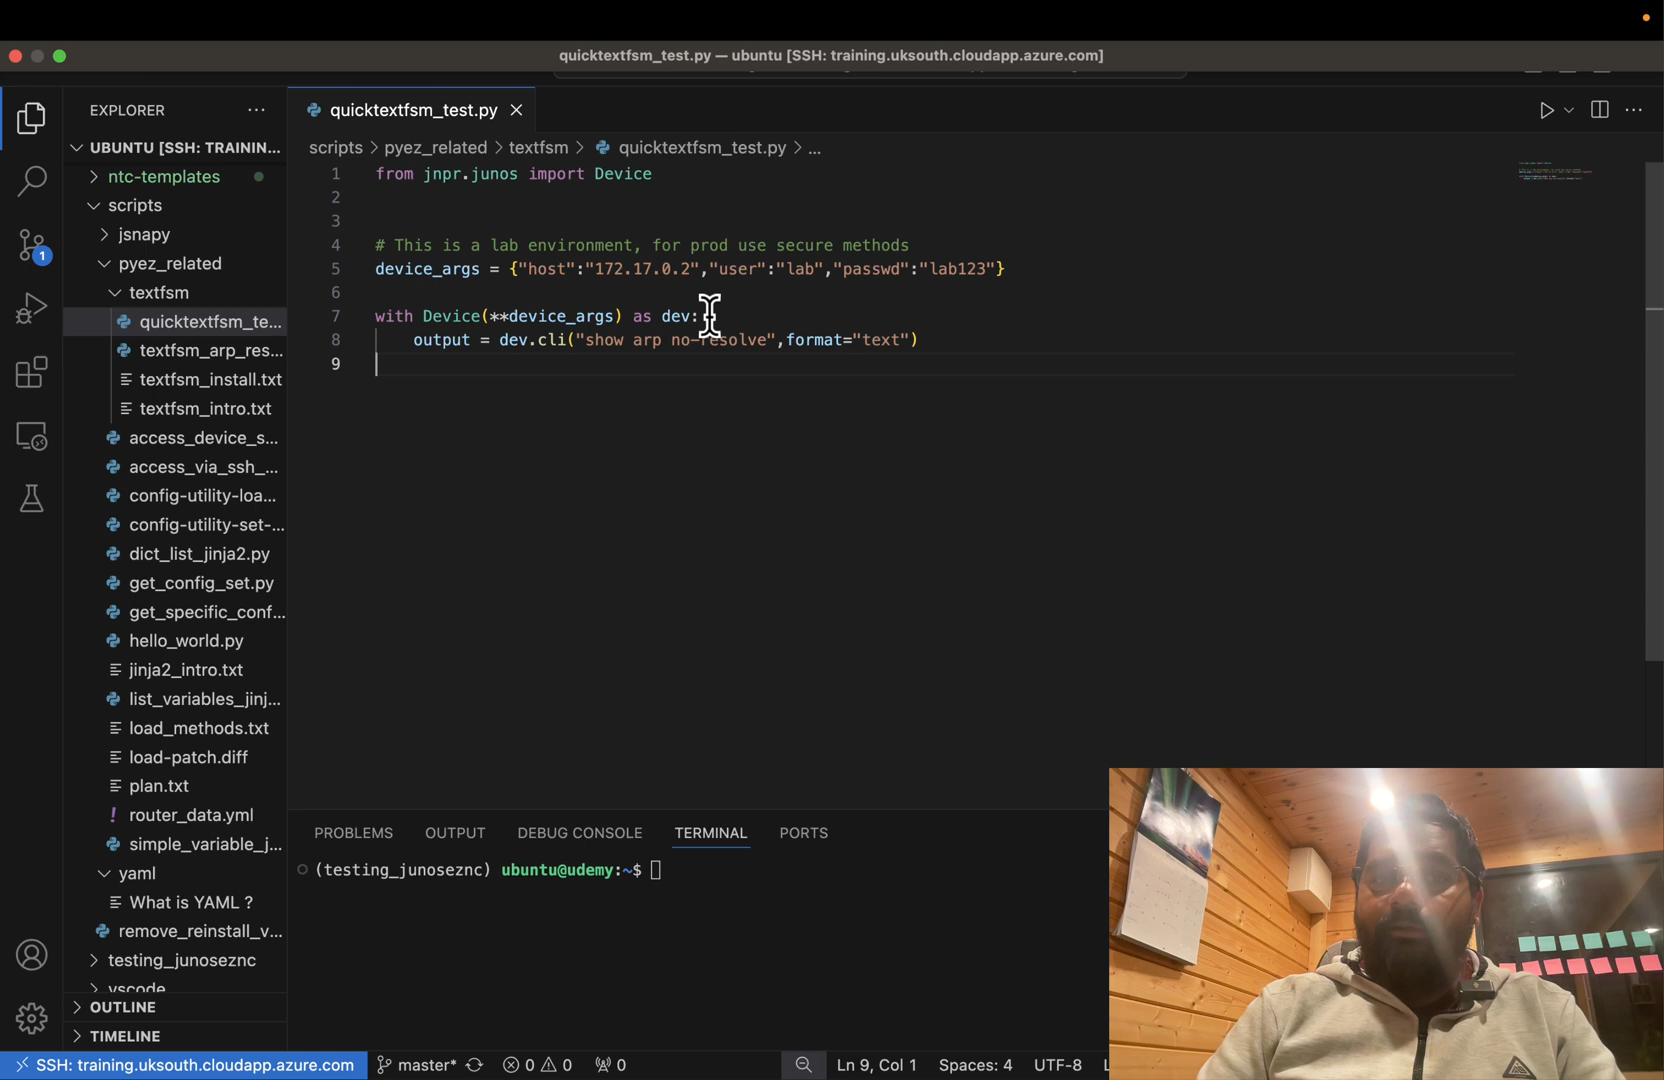 quicktextfsm_test.py — ubuntu [SSH: training.uksouth.cloudapp.azure.com]
EXPLORER
UBUNTU [SSH: TRAININ...
ntc-templates
scripts
jsnapy
pyez_related
textfsm
quicktextfsm_te...
textfsm_arp_res...
textfsm_install.txt
textfsm_intro.txt
access_device_s...
access_via_ssh_...
config-utility-loa...
config-utility-set-...
dict_list_jinja2.py
get_config_set.py
get_specific_conf...
hello_world.py
jinja2_intro.txt
list_variables_jinj...
load_methods.txt
load-patch.diff
plan.txt
router_data.yml
simple_variable_j...
yaml
What is YAML ?
remove_reinstall_v...
testing_junoseznc
vscode
OUTLINE
TIMELINE
1
quicktextfsm_test.py
scripts > pyez_related > textfsm > quicktextfsm_test.py > ...
1 from jnpr.junos import Device
2
3
4 # This is a lab environment, for prod use secure methods
5 device_args = {"host":"172.17.0.2","user":"lab","passwd":"lab123"}
6
7 with Device(**device_args) as dev:
8 output = dev.cli("show arp no-resolve",format="text")
9
PROBLEMS OUTPUT DEBUG CONSOLE TERMINAL PORTS
(testing_junoseznc) ubuntu@udemy:~$
SSH: training.uksouth.cloudapp.azure.com master* 0 0 0 Ln 9, Col 1 Spaces: 4 UTF-8